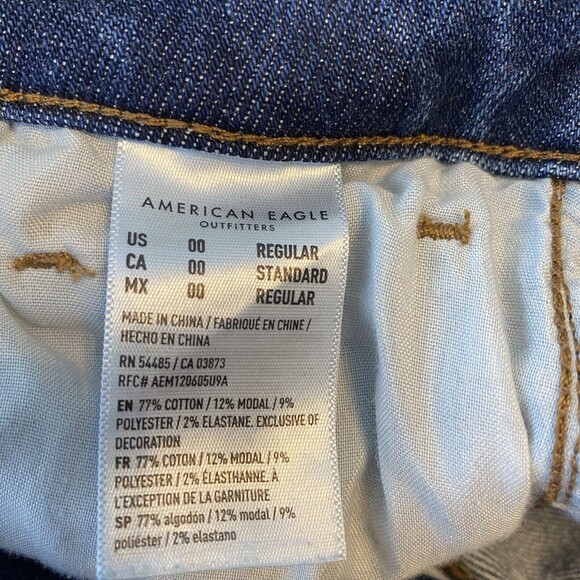 AMERICAN EAGLE
OUTFITTERS
US 00 REGULAR
CA 00 STANDARD
MX 00 REGULAR
MADE IN CHINA / FABRIQUÉ EN CHINE /
HECHO EN CHINA
RN 54485 / CA 03873
RFC# AEM120605U9A
EN 77% COTTON / 12% MODAL / 9%
POLYESTER / 2% ELASTANE. EXCLUSIVE OF
DECORATION
FR 77% COTON / 12% MODAL / 9%
POLYESTER / 2% ÉLASTHANNE. À
L'EXCEPTION DE LA GARNITURE
SP 77% algodón / 12% modal / 9%
poliéster / 2% elastano